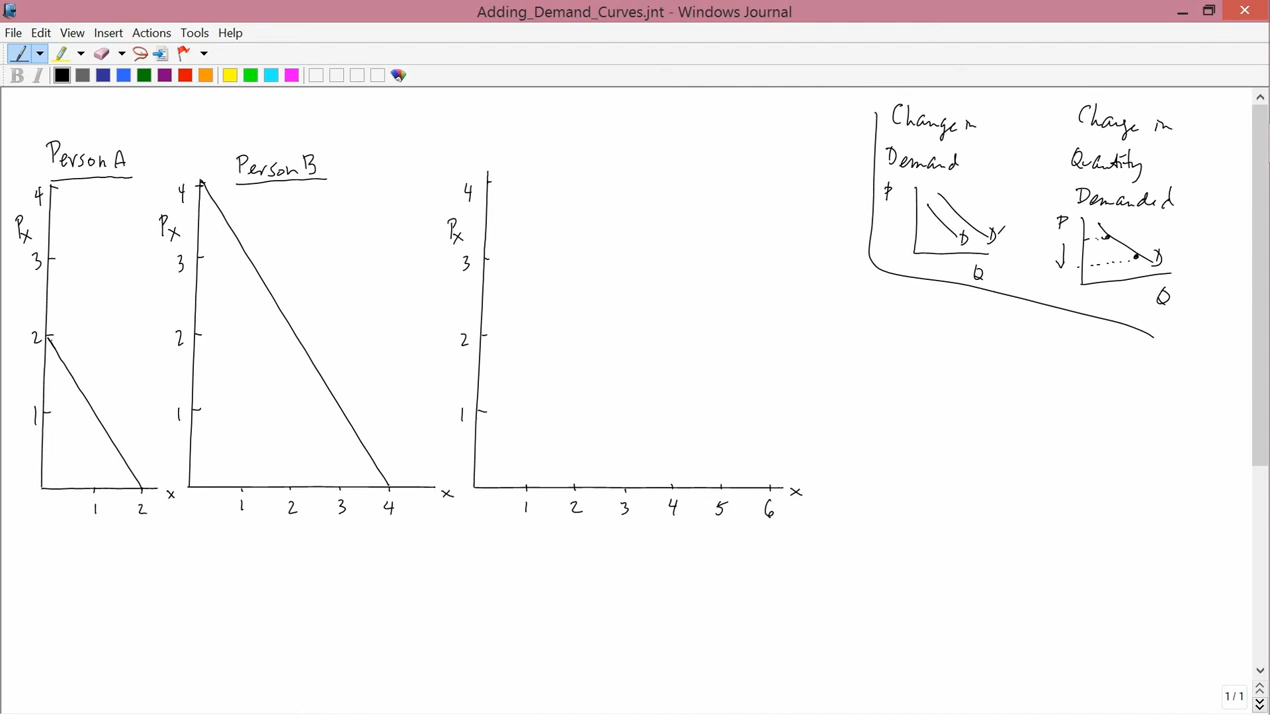 Adding_Demand_Curves.jnt - Windows Journal
File Edit View Insert Actions Tools Help
B I
Person A
4
Px
3
2
1
1 2 x
Person B
4
Px
3
2
1
1 2 3 4 x
4
Px
3
2
1
1 2 3 4 5 6 x
Change in
Demand
P
D D'
Q
Change in
Quantity
Demanded
P
↓
D
Q
1 / 1